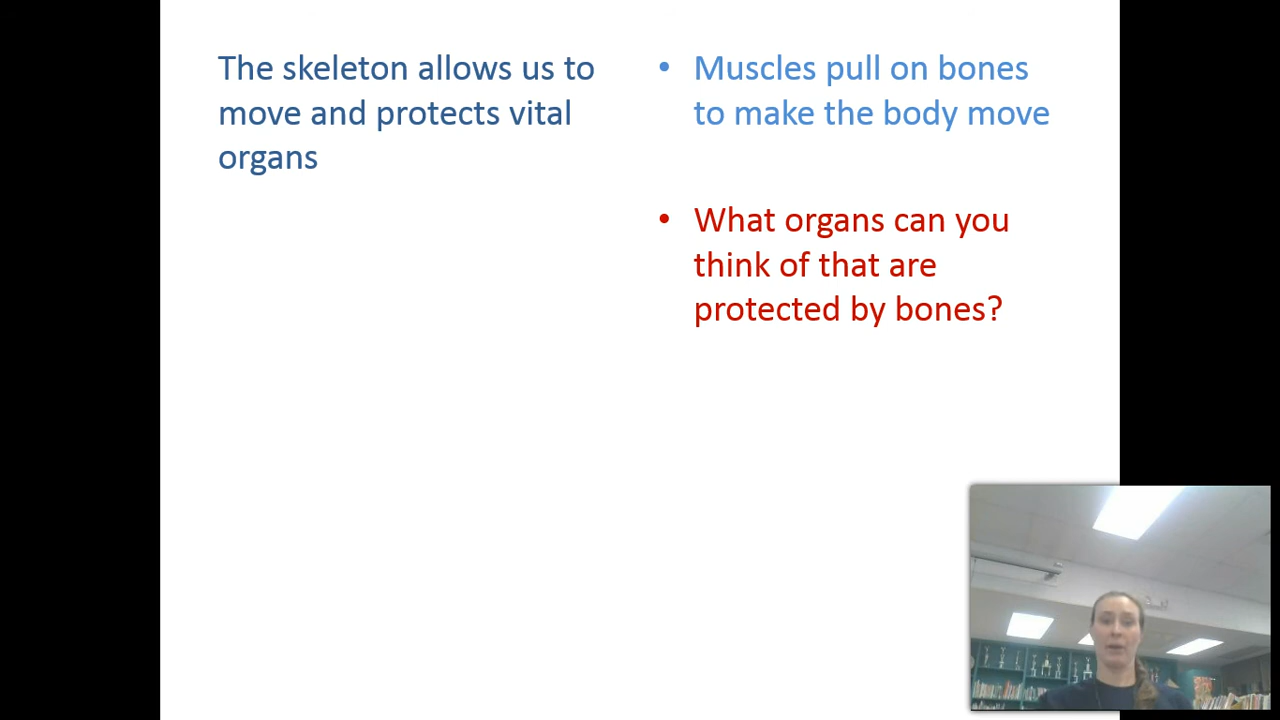 The skeleton allows us to
move and protects vital
organs
• Muscles pull on bones
to make the body move
• What organs can you
think of that are
protected by bones?